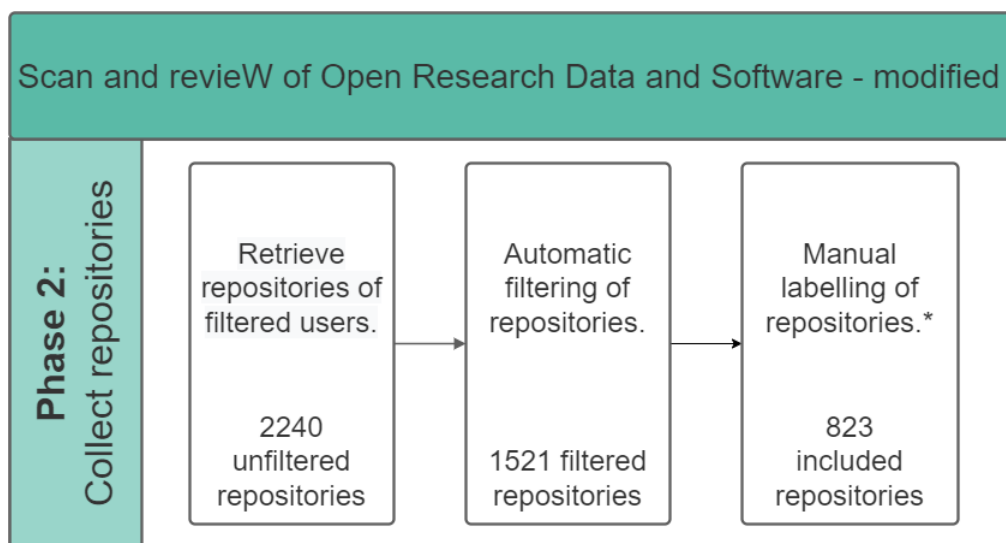 Scan and revieW of Open Research Data and Software - modified
Phase 2:
Collect repositories
Retrieve
repositories of
filtered users.
2240
unfiltered
repositories
Automatic
filtering of
repositories.
1521 filtered
repositories
Manual
labelling of
repositories.*
823
included
repositories